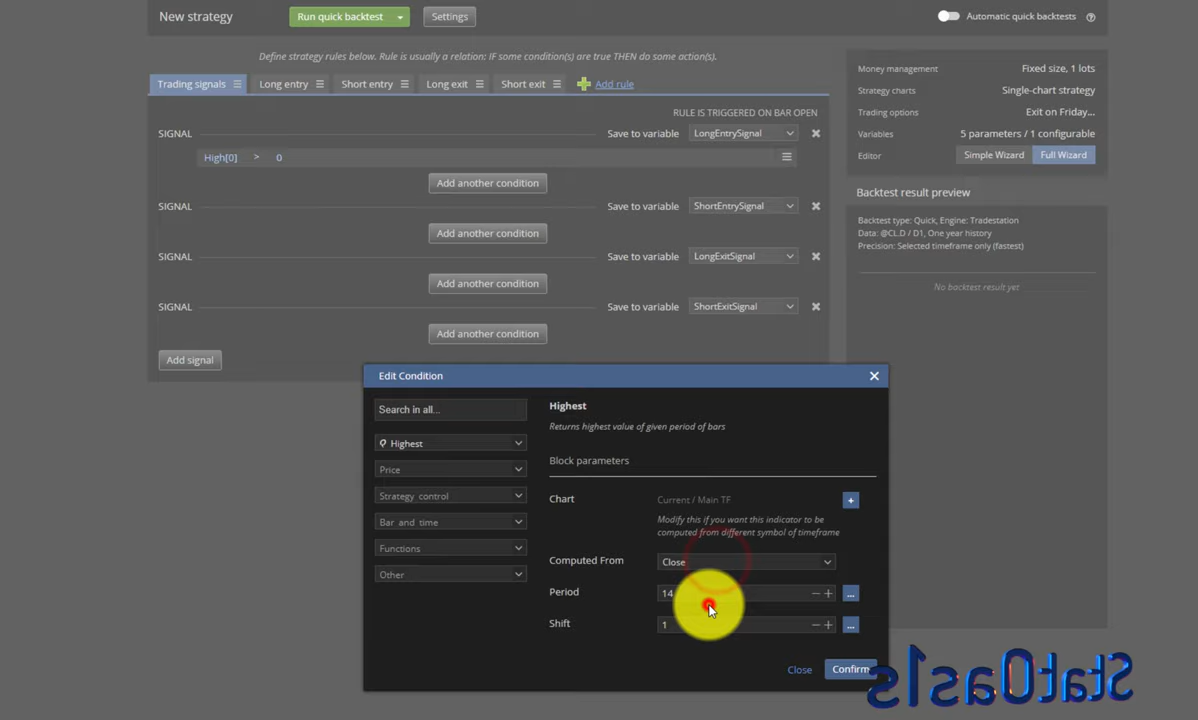 New strategy
Run quick backtest
Settings
Automatic quick backtests
Define strategy rules below. Rule is usually a relation: IF some condition(s) are true THEN do some action(s).
Trading signals
Long entry
Short entry
Long exit
Short exit
Add rule
RULE IS TRIGGERED ON BAR OPEN
SIGNAL
Save to variable
LongEntrySignal
High[0] > 0
Add another condition
SIGNAL
Save to variable
ShortEntrySignal
Add another condition
SIGNAL
Save to variable
LongExitSignal
Add another condition
SIGNAL
Save to variable
ShortExitSignal
Add another condition
Add signal
Money management
Fixed size, 1 lots
Strategy charts
Single-chart strategy
Trading options
Exit on Friday...
Variables
5 parameters / 1 configurable
Editor
Simple Wizard
Full Wizard
Backtest result preview
Backtest type: Quick, Engine: Tradestation
Data: @CL.D / D1, One year history
Precision: Selected timeframe only (fastest)
No backtest result yet
Edit Condition
Search in all...
Highest
Price
Strategy control
Bar and time
Functions
Other
Highest
Returns highest value of given period of bars
Block parameters
Chart
Current / Main TF
+
Modify this if you want this indicator to be
computed from different symbol of timeframe
Computed From
Close
Period
14
...
Shift
1
...
Close
Confirm
StatOas1s